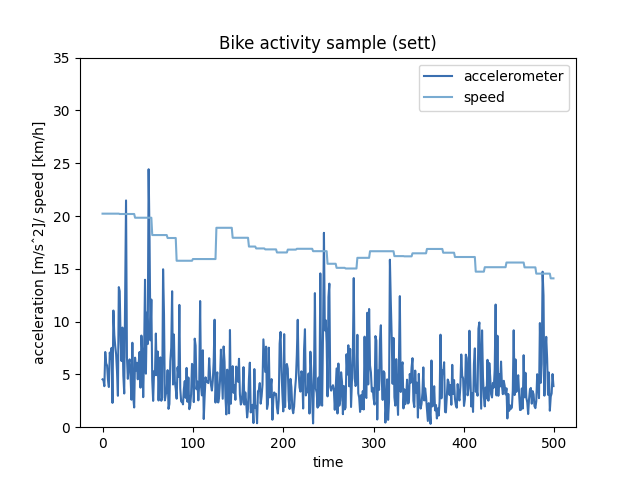 Bike activity sample (sett)
accelerometer
speed
acceleration [m/s^2]/ speed [km/h]
35
30
25
20
15
10
5
0
0 100 200 300 400 500
time